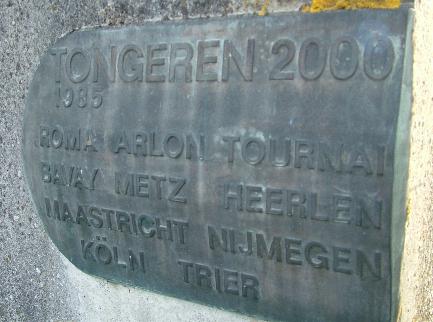 TONGEREN 2000
1985
ROMA ARLON TOURNAI
BAVAY METZ HEERLEN
MAASTRICHT NIJMEGEN
KÖLN TRIER